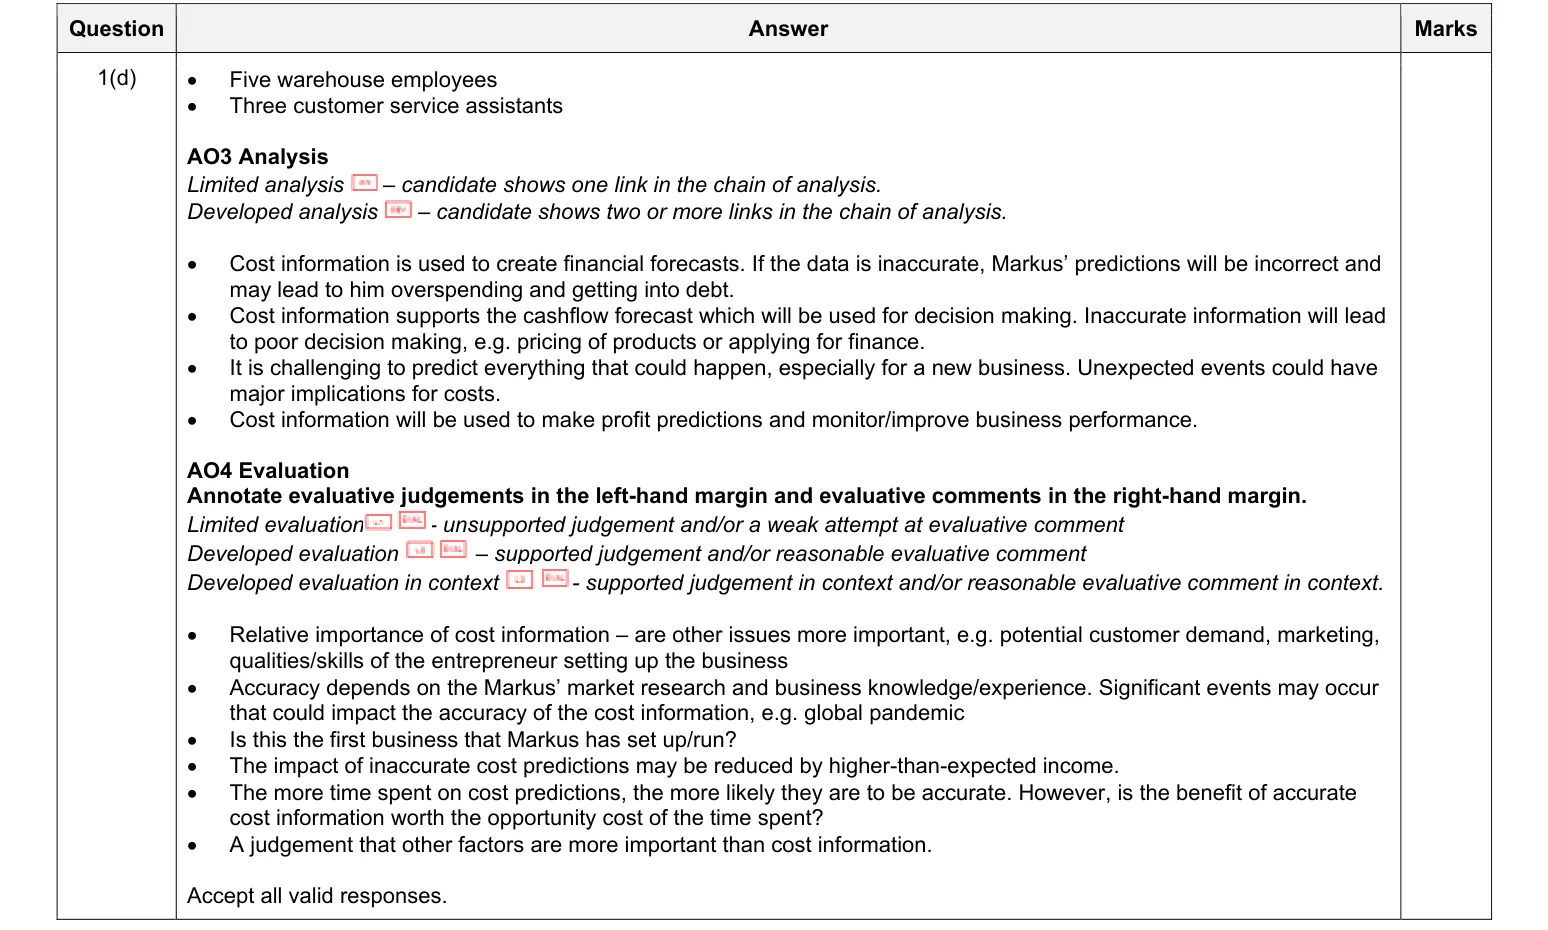 Question Answer Marks
1(d)
• Five warehouse employees
• Three customer service assistants
AO3 Analysis
Limited analysis – candidate shows one link in the chain of analysis.
Developed analysis – candidate shows two or more links in the chain of analysis.
• Cost information is used to create financial forecasts. If the data is inaccurate, Markus’ predictions will be incorrect and
may lead to him overspending and getting into debt.
• Cost information supports the cashflow forecast which will be used for decision making. Inaccurate information will lead
to poor decision making, e.g. pricing of products or applying for finance.
• It is challenging to predict everything that could happen, especially for a new business. Unexpected events could have
major implications for costs.
• Cost information will be used to make profit predictions and monitor/improve business performance.
AO4 Evaluation
Annotate evaluative judgements in the left-hand margin and evaluative comments in the right-hand margin.
Limited evaluation - unsupported judgement and/or a weak attempt at evaluative comment
Developed evaluation – supported judgement and/or reasonable evaluative comment
Developed evaluation in context - supported judgement in context and/or reasonable evaluative comment in context.
• Relative importance of cost information – are other issues more important, e.g. potential customer demand, marketing,
qualities/skills of the entrepreneur setting up the business
• Accuracy depends on the Markus’ market research and business knowledge/experience. Significant events may occur
that could impact the accuracy of the cost information, e.g. global pandemic
• Is this the first business that Markus has set up/run?
• The impact of inaccurate cost predictions may be reduced by higher-than-expected income.
• The more time spent on cost predictions, the more likely they are to be accurate. However, is the benefit of accurate
cost information worth the opportunity cost of the time spent?
• A judgement that other factors are more important than cost information.
Accept all valid responses.